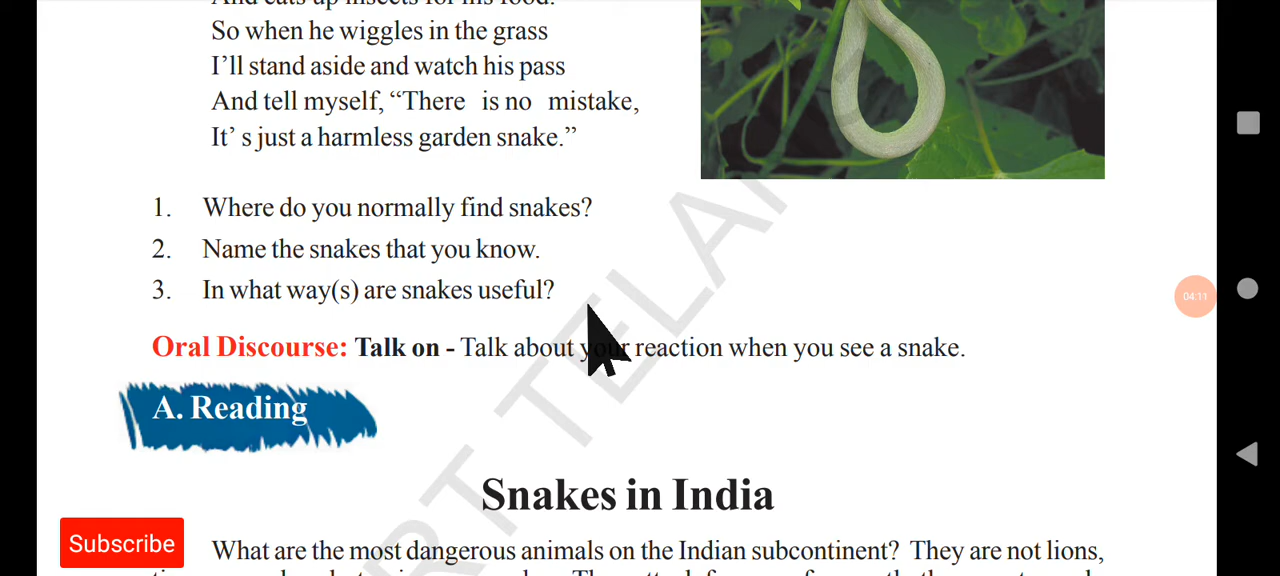 So when he wiggles in the grass
I'll stand aside and watch his pass
And tell myself, “There is no mistake,
It' s just a harmless garden snake.”
1. Where do you normally find snakes?
2. Name the snakes that you know.
3. In what way(s) are snakes useful?
04:11
Oral Discourse: Talk on - Talk about your reaction when you see a snake.
A. Reading
Snakes in India
Subscribe
What are the most dangerous animals on the Indian subcontinent? They are not lions,